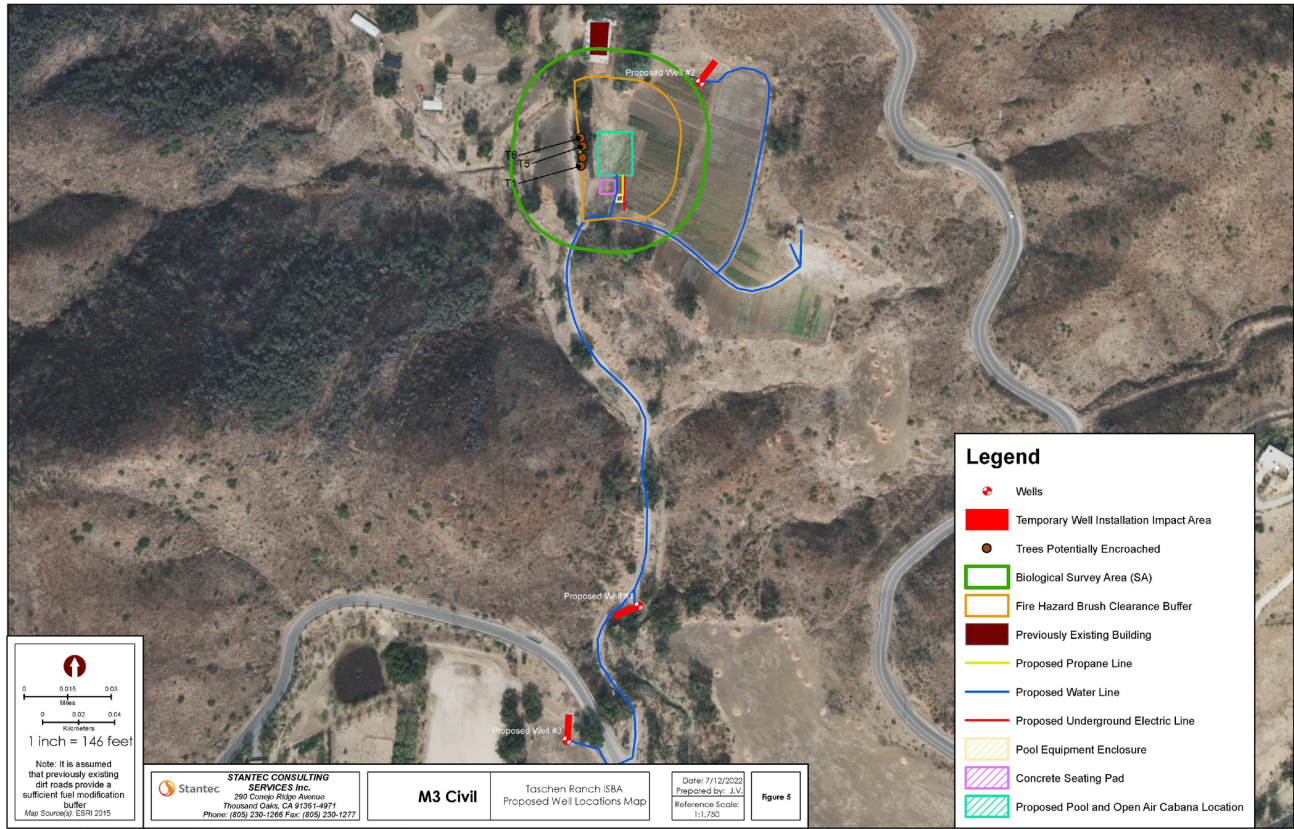 Proposed Well #2
T6
T5
T1
Proposed Well #1
Proposed Well #3
Legend
Wells
Temporary Well Installation Impact Area
Trees Potentially Encroached
Biological Survey Area (SA)
Fire Hazard Brush Clearance Buffer
Previously Existing Building
Proposed Propane Line
Proposed Water Line
Proposed Underground Electric Line
Pool Equipment Enclosure
Concrete Seating Pad
Proposed Pool and Open Air Cabana Location
0 0.015 0.03
Miles
0 0.02 0.04
Kilometers
1 inch = 146 feet
Note: It is assumed
that previously existing
dirt roads provide a
sufficient fuel modification
buffer
Map Source(s): ESRI 2015
Stantec
STANTEC CONSULTING
SERVICES Inc.
290 Conejo Ridge Avenue
Thousand Oaks, CA 91361-4971
Phone: (805) 230-1266 Fax: (805) 230-1277
M3 Civil
Taschen Ranch ISBA
Proposed Well Locations Map
Date: 7/12/2022
Prepared by: J.V.
Reference Scale:
1:1,750
Figure 5